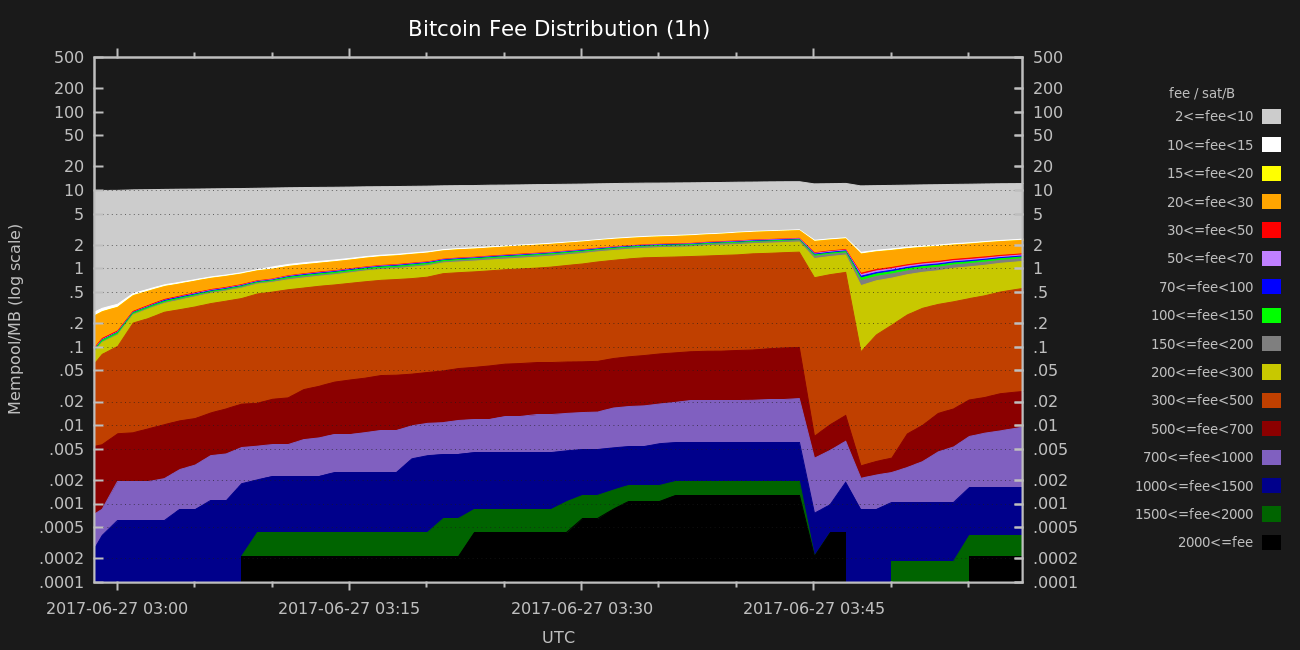 Bitcoin Fee Distribution (1h)
Mempool/MB (log scale)
500
200
100
50
20
10
5
2
1
.5
.2
.1
.05
.02
.01
.005
.002
.001
.0005
.0002
.0001
500
200
100
50
20
10
5
2
1
.5
.2
.1
.05
.02
.01
.005
.002
.001
.0005
.0002
.0001
2017-06-27 03:00 2017-06-27 03:15 2017-06-27 03:30 2017-06-27 03:45
UTC
fee / sat/B
2<=fee<10
10<=fee<15
15<=fee<20
20<=fee<30
30<=fee<50
50<=fee<70
70<=fee<100
100<=fee<150
150<=fee<200
200<=fee<300
300<=fee<500
500<=fee<700
700<=fee<1000
1000<=fee<1500
1500<=fee<2000
2000<=fee